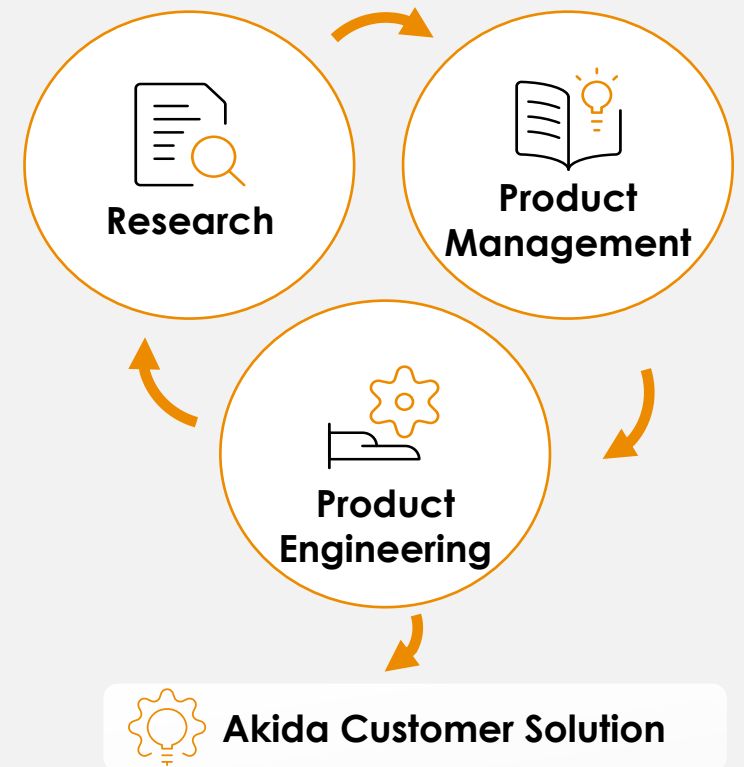 Research
Product
Management
Product
Engineering
Akida Customer Solution